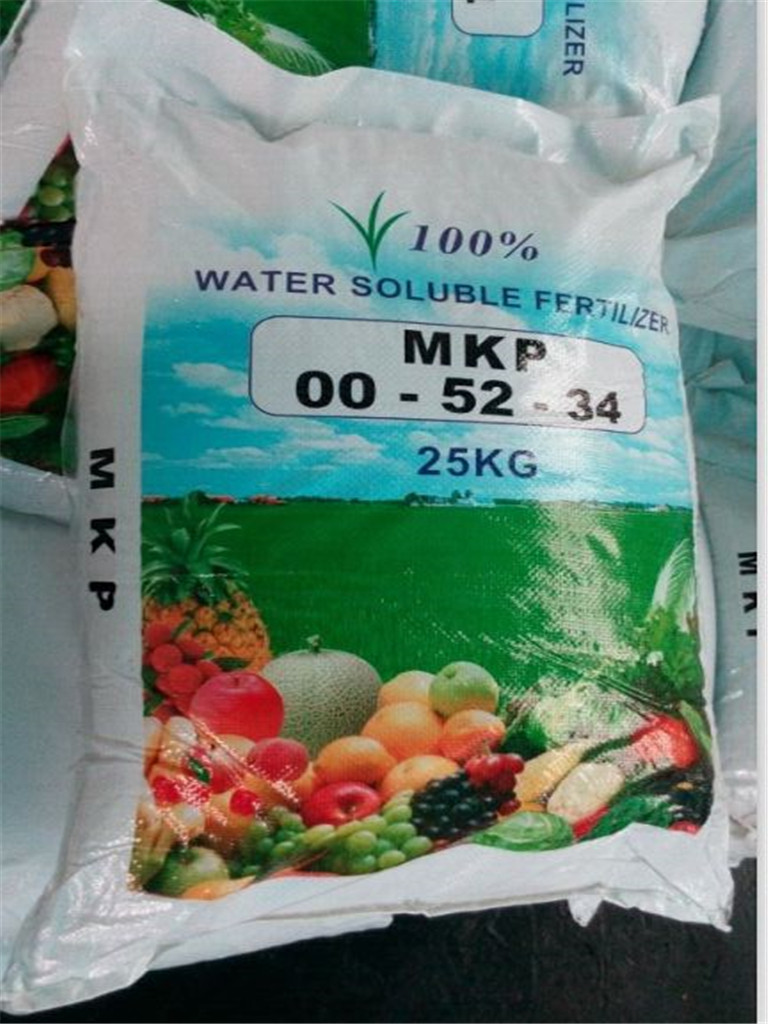 LIZER
100%
WATER SOLUBLE FERTILIZER
MKP
00 - 52 - 34
25KG
MKP